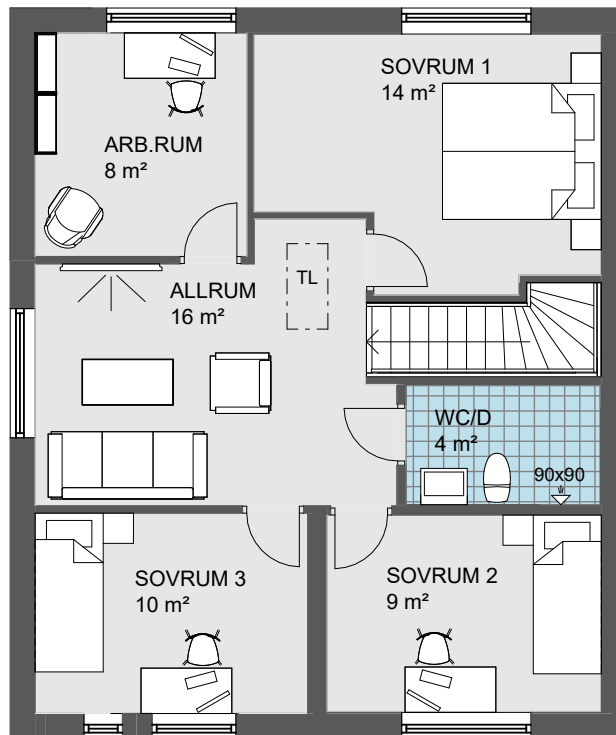 SOVRUM 1
14 m²
ARB.RUM
8 m²
ALLRUM
16 m²
TL
WC/D
4 m²
90x90
SOVRUM 3
10 m²
SOVRUM 2
9 m²